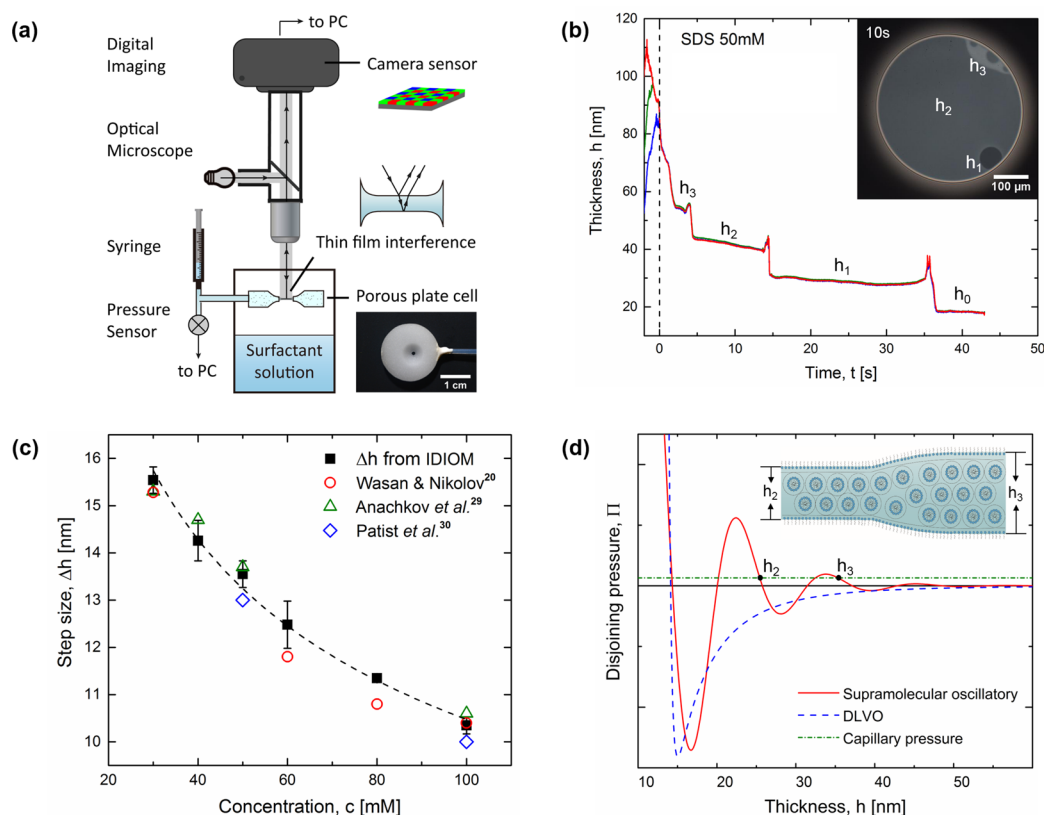 (a)
to PC
Digital
Imaging
Camera sensor
Optical
Microscope
Thin film interference
Syringe
Porous plate cell
Pressure
Sensor
to PC
Surfactant
solution
1 cm
(b)
SDS 50mM
10s
h3
h2
h1
100 μm
Thickness, h [nm]
120
100
80
60
40
20
h3
h2
h1
h0
0
10
20
30
40
50
Time, t [s]
(c)
Step size, Δh [nm]
16
15
14
13
12
11
10
Δh from IDIOM
Wasan & Nikolov20
Anachkov et al.29
Patist et al.30
20
40
60
80
100
Concentration, c [mM]
(d)
Disjoining pressure, Π
h2
h3
h2
h3
Supramolecular oscillatory
DLVO
Capillary pressure
10
20
30
40
50
Thickness, h [nm]